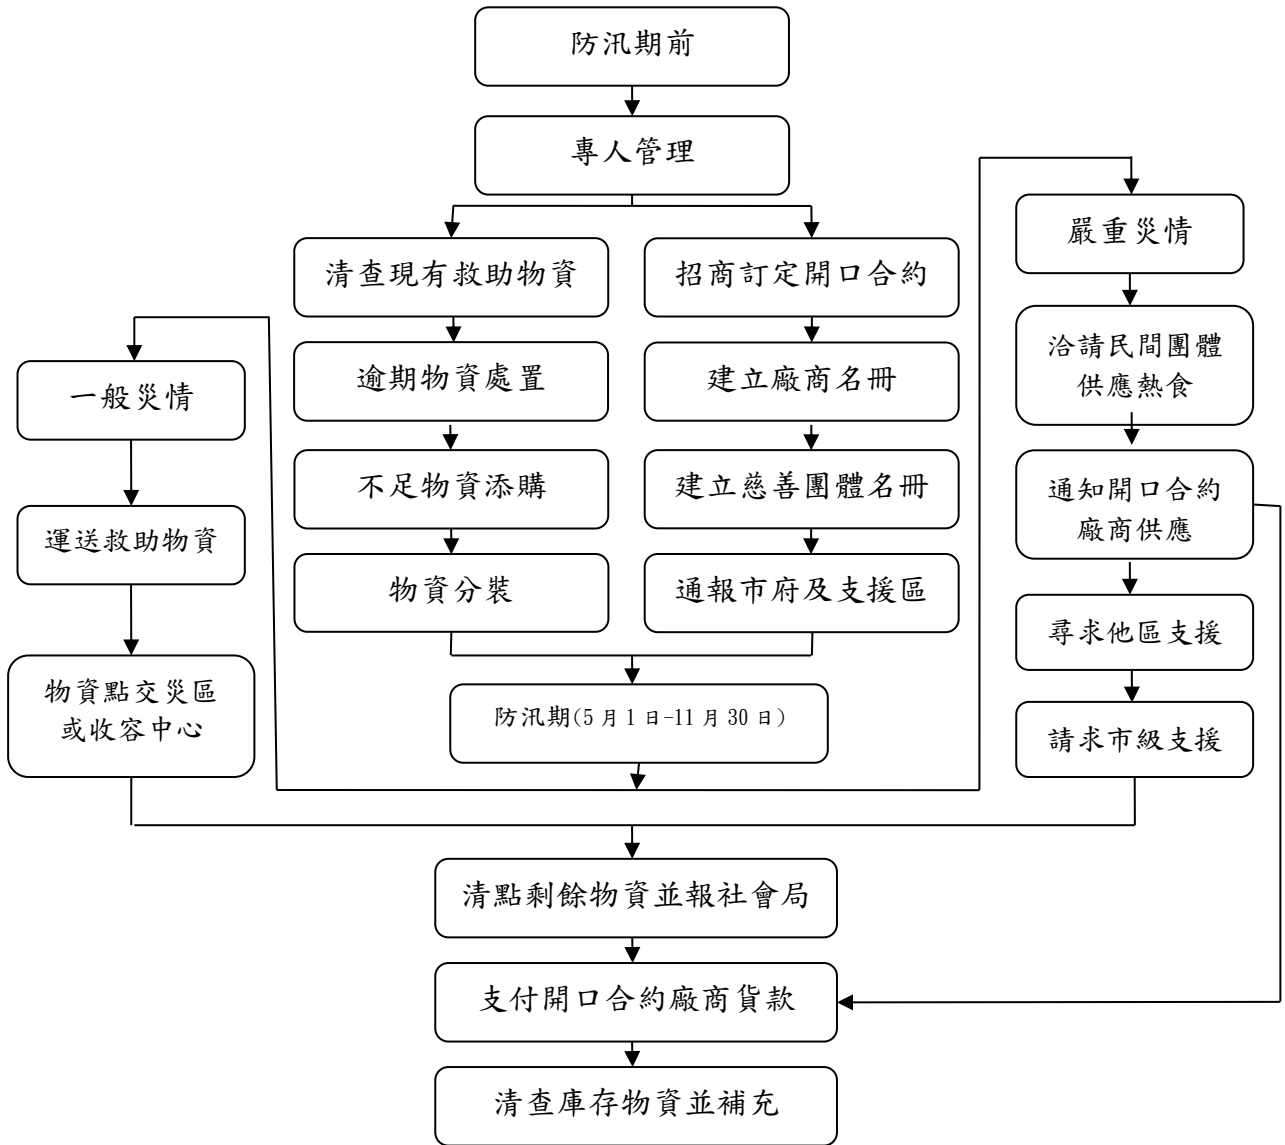 防汛期前
專人管理
清查現有救助物資
逾期物資處置
不足物資添購
物資分裝
招商訂定開口合約
建立廠商名冊
建立慈善團體名冊
通報市府及支援區
防汛期(5月1日-11月30日)
一般災情
運送救助物資
物資點交災區
或收容中心
嚴重災情
洽請民間團體
供應熱食
通知開口合約
廠商供應
尋求他區支援
請求市級支援
清點剩餘物資並報社會局
支付開口合約廠商貨款
清查庫存物資並補充